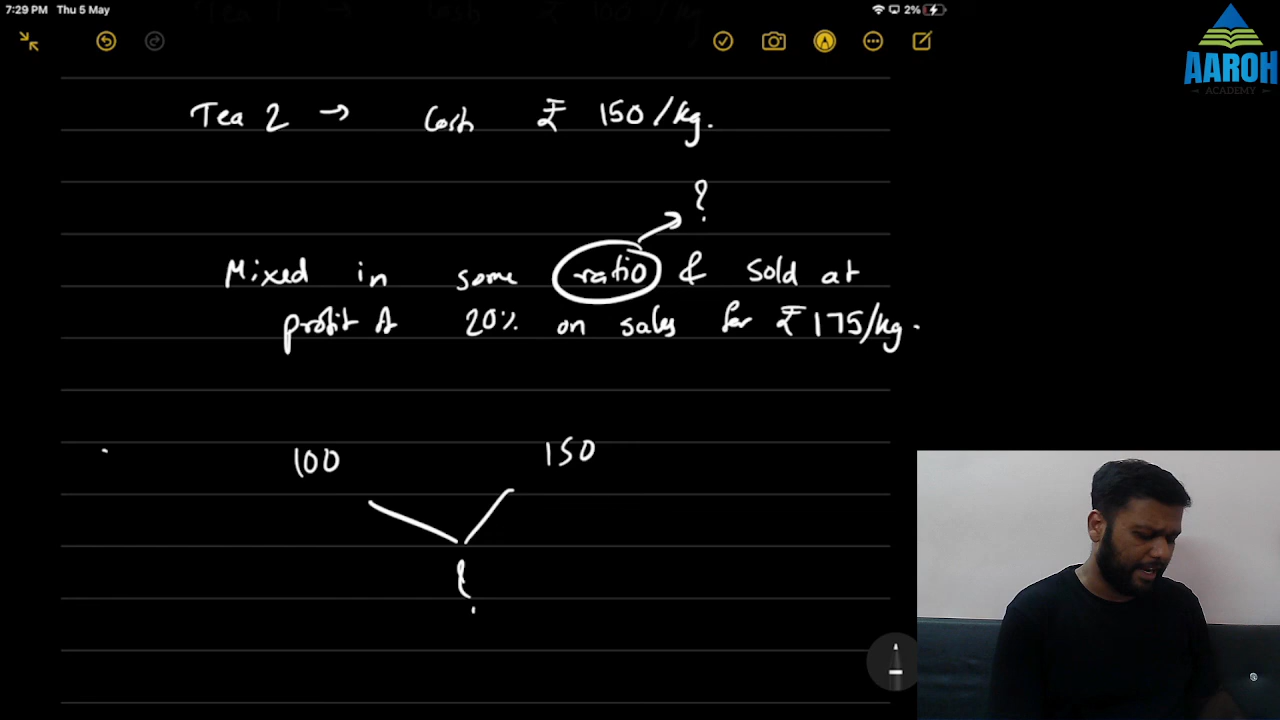 7:29 PM Thu 5 May
2%
AAROH
ACADEMY
Tea 2 → Cost ₹ 150/kg.
?
Mixed in some ratio & sold at
profit of 20% on sales for ₹ 175/kg.
100 150
?